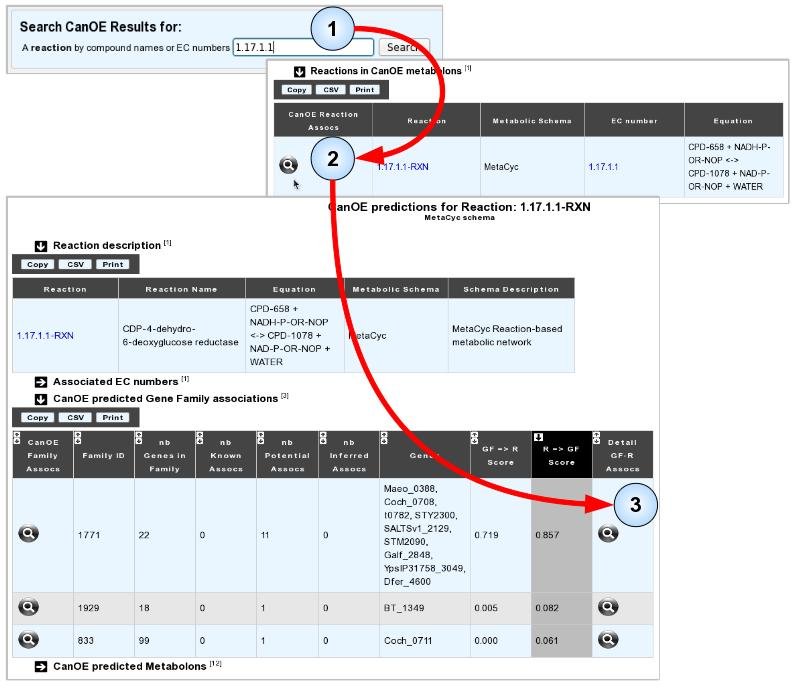 Search CanOE Results for:
1
A reaction by compound names or EC numbers 1.17.1.1 Search
Reactions in CanOE metabolons [1]
Copy CSV Print
CanOE Reaction Assocs Reaction Metabolic Schema EC number Equation
2
1.17.1.1-RXN MetaCyc 1.17.1.1 CPD-658 + NADH-P-
OR-NOP <->
CPD-1078 + NAD-P-
OR-NOP + WATER
CanOE predictions for Reaction: 1.17.1.1-RXN
MetaCyc schema
Reaction description [1]
Copy CSV Print
Reaction Reaction Name Equation Metabolic Schema Schema Description
1.17.1.1-RXN
CDP-4-dehydro-
6-deoxyglucose reductase
CPD-658 +
NADH-P-OR-NOP
<-> CPD-1078 +
NAD-P-OR-NOP +
WATER
MetaCyc
MetaCyc Reaction-based
metabolic network
Associated EC numbers [1]
CanOE predicted Gene Family associations [3]
Copy CSV Print
CanOE
Family
Assocs
Family ID
nb
Genes in
Family
nb
Known
Assocs
nb
Potential
Assocs
nb
Inferred
Assocs
Genes
GF => R
Score
R => GF
Score
Detail
GF-R
Assocs
3
1771 22 0 11 0
Maeo_0388,
Coch_0708,
t0782, STY2300,
SALTSv1_2129,
STM2090,
Galf_2848,
YpsIP31758_3049,
Dfer_4600
0.719 0.857
1929 18 0 1 0 BT_1349 0.005 0.082
833 99 0 1 0 Coch_0711 0.000 0.061
CanOE predicted Metabolons [12]